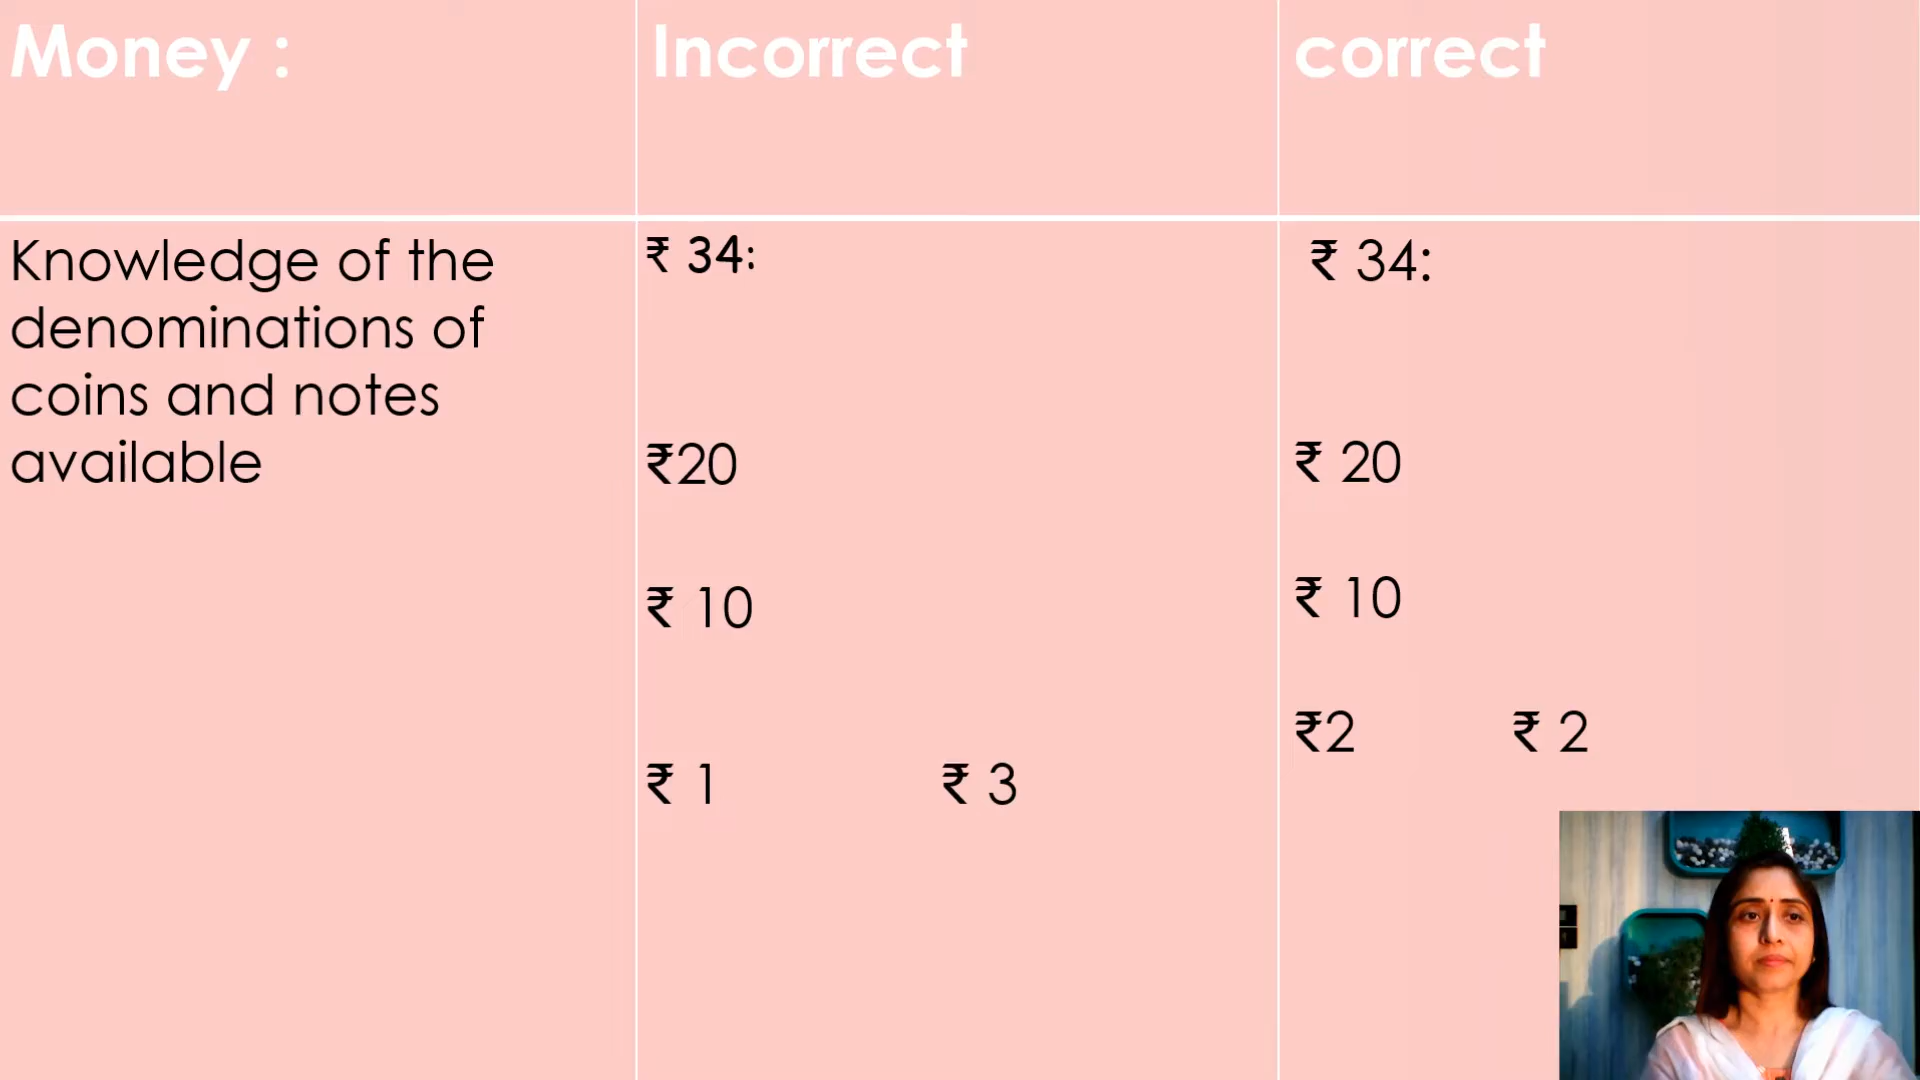 Money :
Incorrect
correct
Knowledge of the
denominations of
coins and notes
available
₹ 34:
₹20
₹ 10
₹ 1 ₹ 3
₹ 34:
₹ 20
₹ 10
₹2 ₹ 2